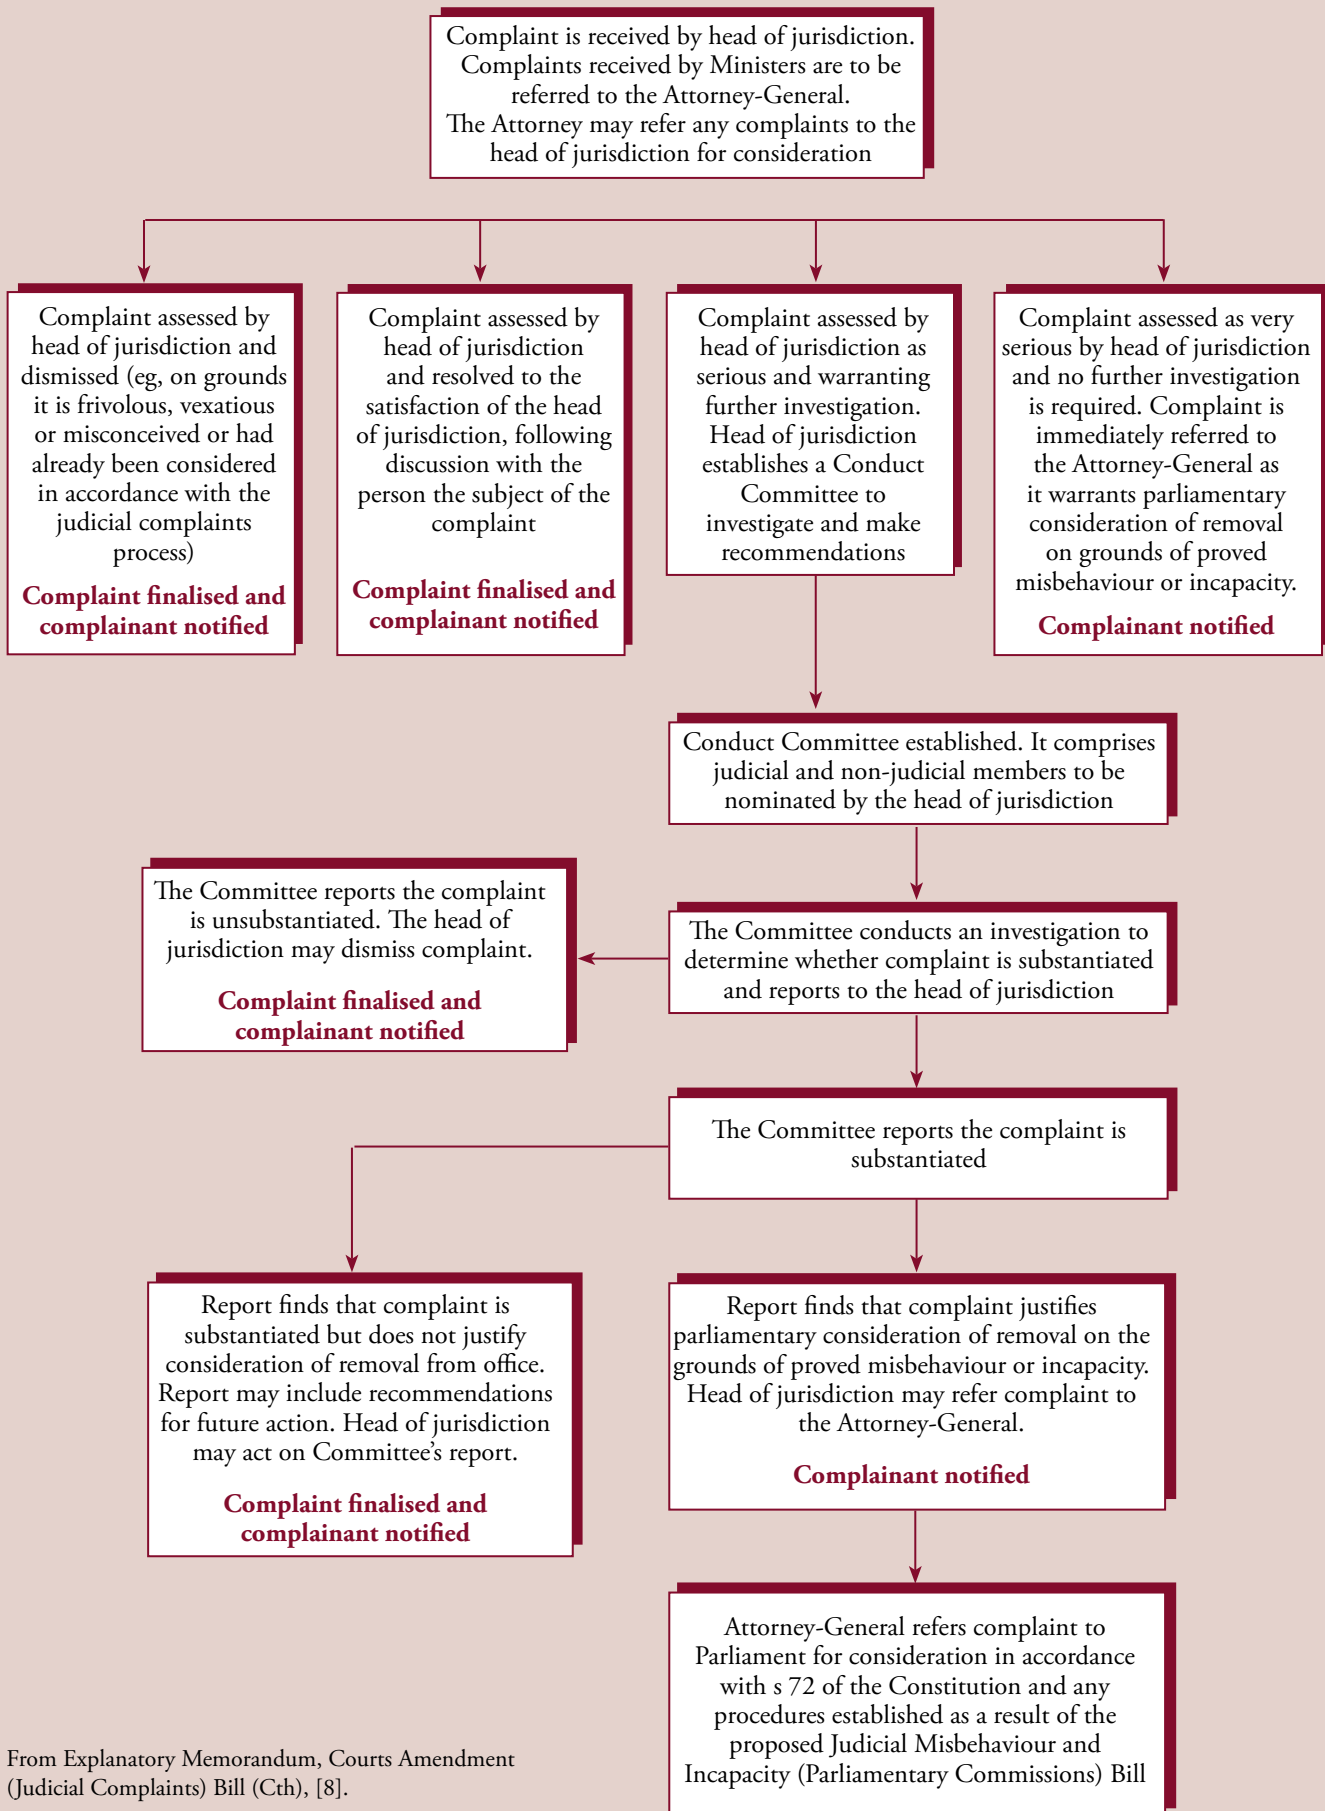 Complaint is received by head of jurisdiction.
Complaints received by Ministers are to be
referred to the Attorney-General.
The Attorney may refer any complaints to the
head of jurisdiction for consideration
Complaint assessed by
head of jurisdiction and
dismissed (eg, on grounds
it is frivolous, vexatious
or misconceived or had
already been considered
in accordance with the
judicial complaints
process)
Complaint finalised and
complainant notified
Complaint assessed by
head of jurisdiction
and resolved to the
satisfaction of the head
of jurisdiction, following
discussion with the
person the subject of the
complaint
Complaint finalised and
complainant notified
Complaint assessed by
head of jurisdiction as
serious and warranting
further investigation.
Head of jurisdiction
establishes a Conduct
Committee to
investigate and make
recommendations
Complaint assessed as very
serious by head of jurisdiction
and no further investigation
is required. Complaint is
immediately referred to
the Attorney-General as
it warrants parliamentary
consideration of removal
on grounds of proved
misbehaviour or incapacity.
Complainant notified
Conduct Committee established. It comprises
judicial and non-judicial members to be
nominated by the head of jurisdiction
The Committee reports the complaint
is unsubstantiated. The head of
jurisdiction may dismiss complaint.
Complaint finalised and
complainant notified
The Committee conducts an investigation to
determine whether complaint is substantiated
and reports to the head of jurisdiction
The Committee reports the complaint is
substantiated
Report finds that complaint is
substantiated but does not justify
consideration of removal from office.
Report may include recommendations
for future action. Head of jurisdiction
may act on Committee's report.
Complaint finalised and
complainant notified
Report finds that complaint justifies
parliamentary consideration of removal on the
grounds of proved misbehaviour or incapacity.
Head of jurisdiction may refer complaint to
the Attorney-General.
Complainant notified
Attorney-General refers complaint to
Parliament for consideration in accordance
with s 72 of the Constitution and any
procedures established as a result of the
proposed Judicial Misbehaviour and
Incapacity (Parliamentary Commissions) Bill
From Explanatory Memorandum, Courts Amendment
(Judicial Complaints) Bill (Cth), [8].